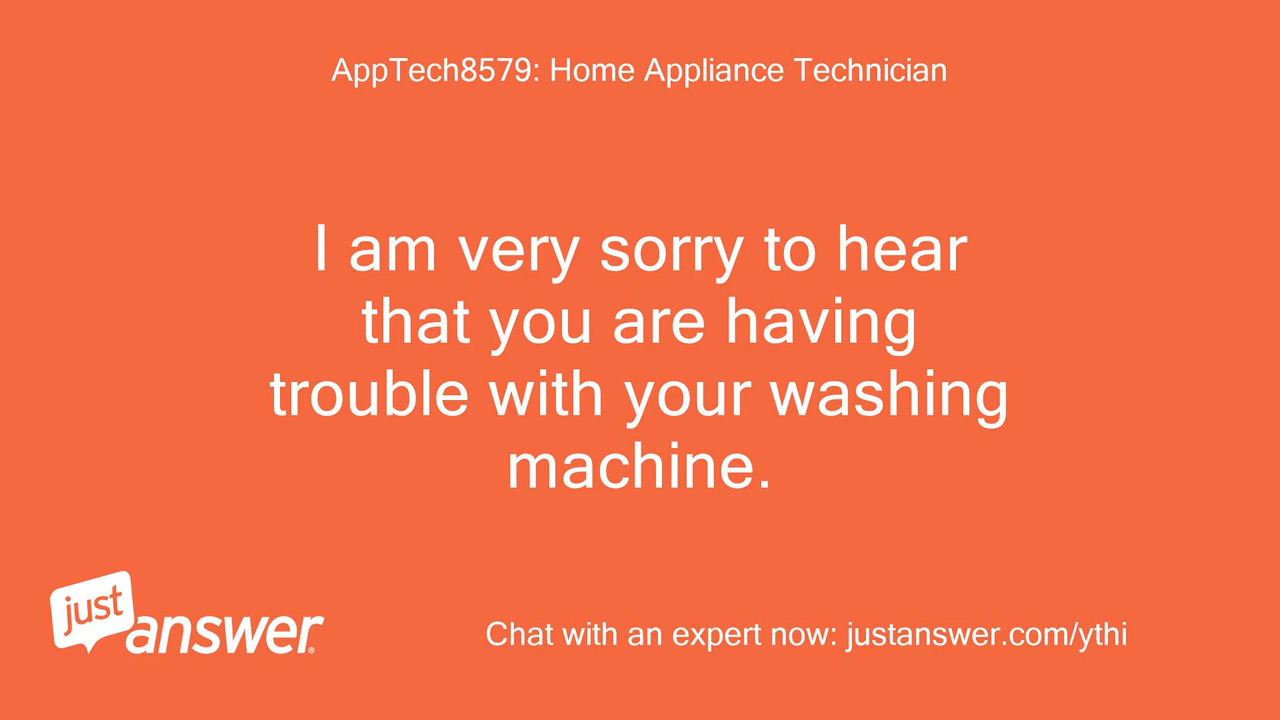 AppTech8579: Home Appliance Technician
I am very sorry to hear
that you are having
trouble with your washing
machine.
just
answer®
Chat with an expert now: justanswer.com/ythi